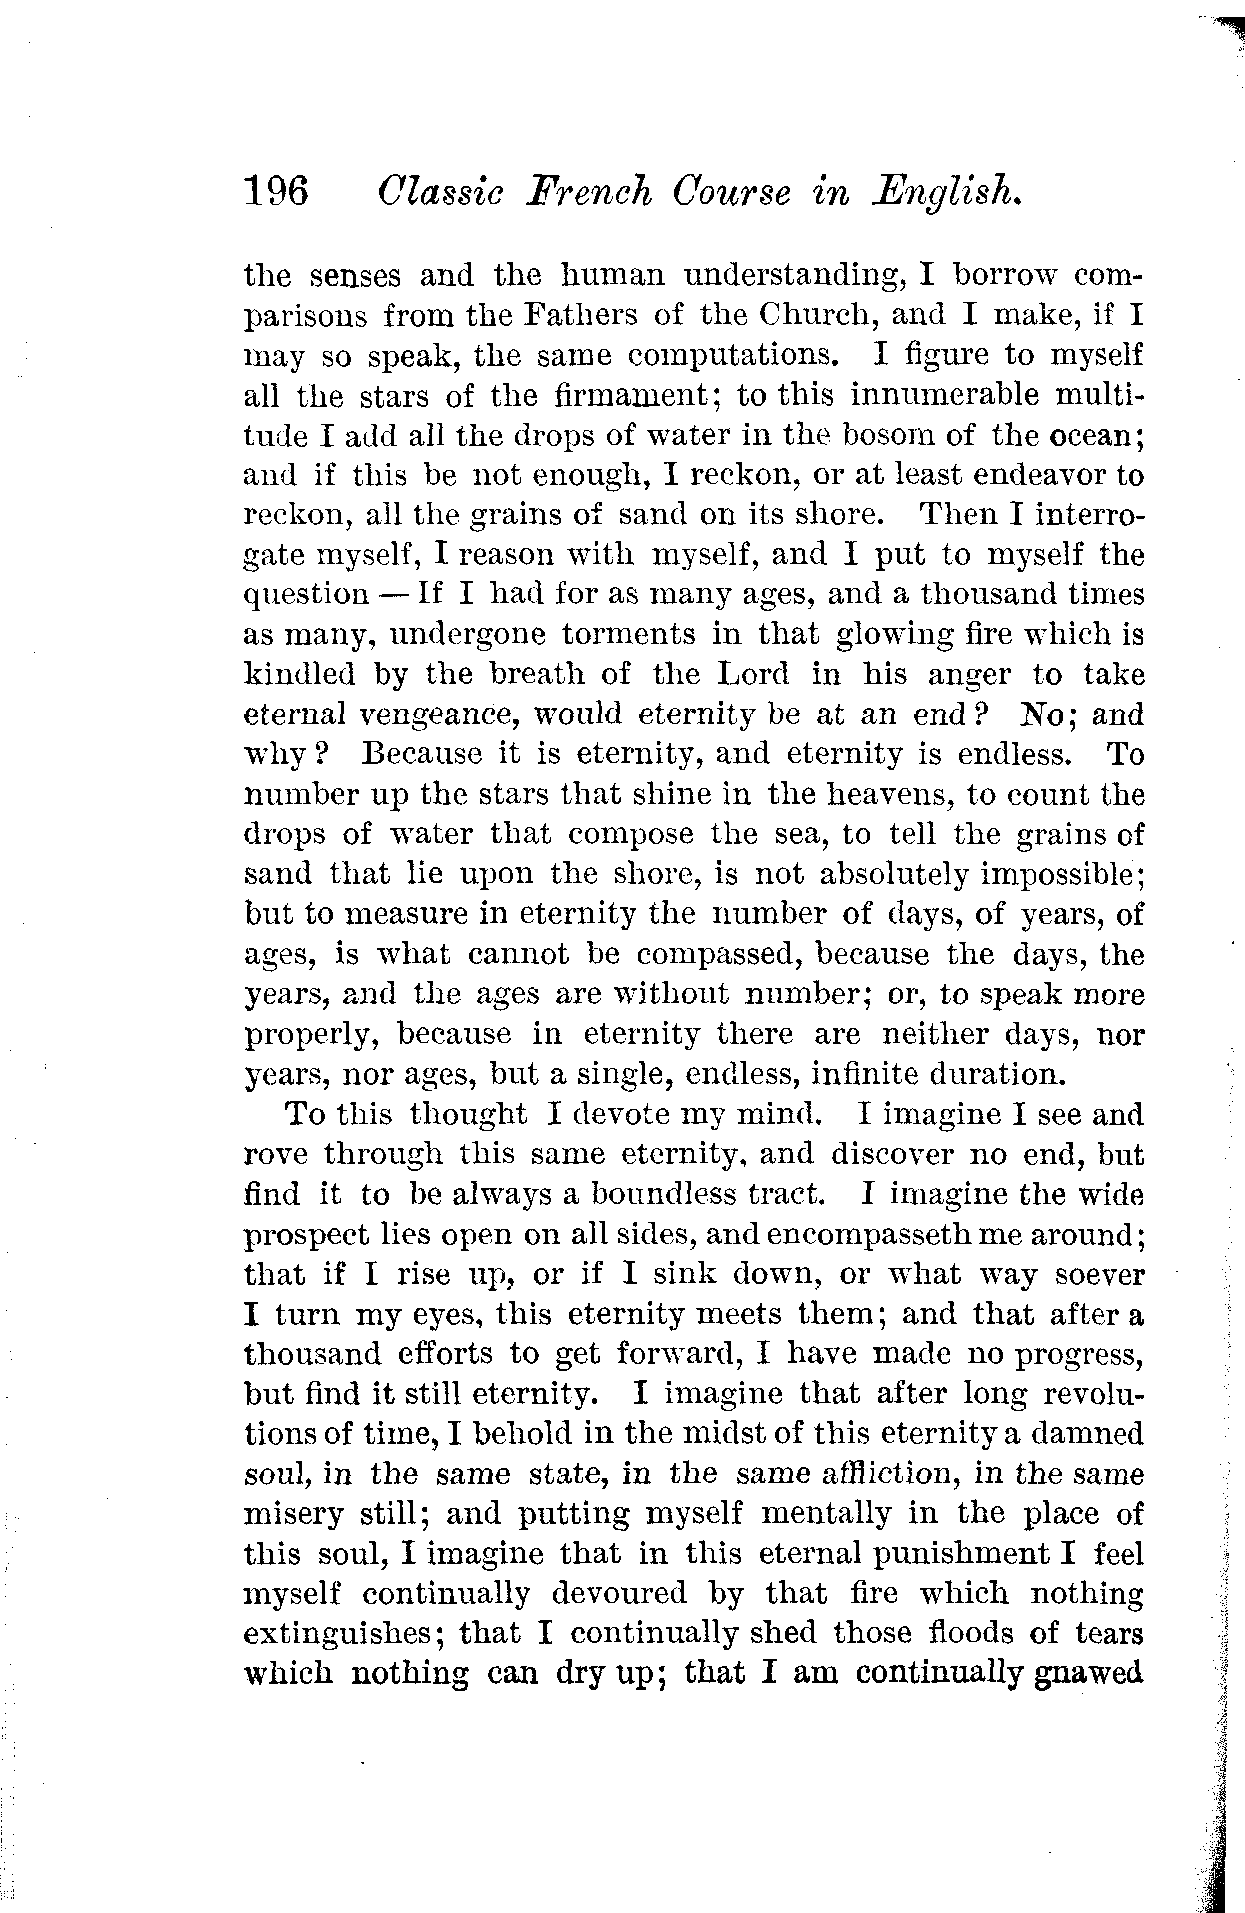 196 Classic French Course in English.
the senses and the human understanding, I borrow com-
parisons from the Fathers of the Church, and I make, if I
may so speak, the same computations. I figure to myself
all the stars of the firmament; to this innumerable multi-
tude I add all the drops of water in the bosom of the ocean;
and if this be not enough, I reckon, or at least endeavor to
reckon, all the grains of sand on its shore. Then I interro-
gate myself, I reason with myself, and I put to myself the
question — If I had for as many ages, and a thousand times
as many, undergone torments in that glowing fire which is
kindled by the breath of the Lord in his anger to take
eternal vengeance, would eternity be at an end? No; and
why? Because it is eternity, and eternity is endless. To
number up the stars that shine in the heavens, to count the
drops of water that compose the sea, to tell the grains of
sand that lie upon the shore, is not absolutely impossible;
but to measure in eternity the number of days, of years, of
ages, is what cannot be compassed, because the days, the
years, and the ages are without number; or, to speak more
properly, because in eternity there are neither days, nor
years, nor ages, but a single, endless, infinite duration.
To this thought I devote my mind. I imagine I see and
rove through this same eternity, and discover no end, but
find it to be always a boundless tract. I imagine the wide
prospect lies open on all sides, and encompasseth me around;
that if I rise up, or if I sink down, or what way soever
I turn my eyes, this eternity meets them; and that after a
thousand efforts to get forward, I have made no progress,
but find it still eternity. I imagine that after long revolu-
tions of time, I behold in the midst of this eternity a damned
soul, in the same state, in the same affliction, in the same
misery still; and putting myself mentally in the place of
this soul, I imagine that in this eternal punishment I feel
myself continually devoured by that fire which nothing
extinguishes; that I continually shed those floods of tears
which nothing can dry up; that I am continually gnawed